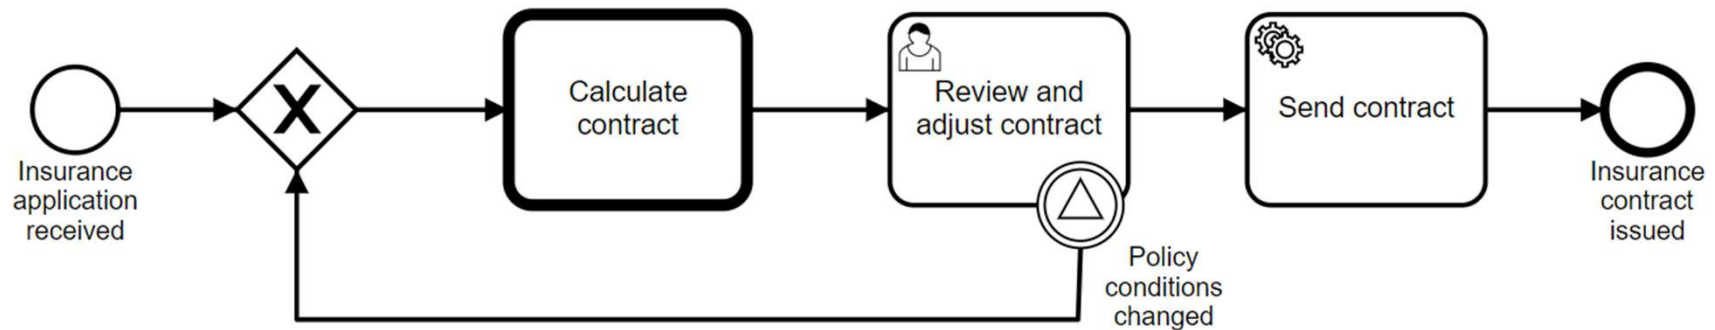 Insurance
application
received
X
Calculate
contract
Review and
adjust contract
Policy
conditions
changed
Send contract
Insurance
contract
issued